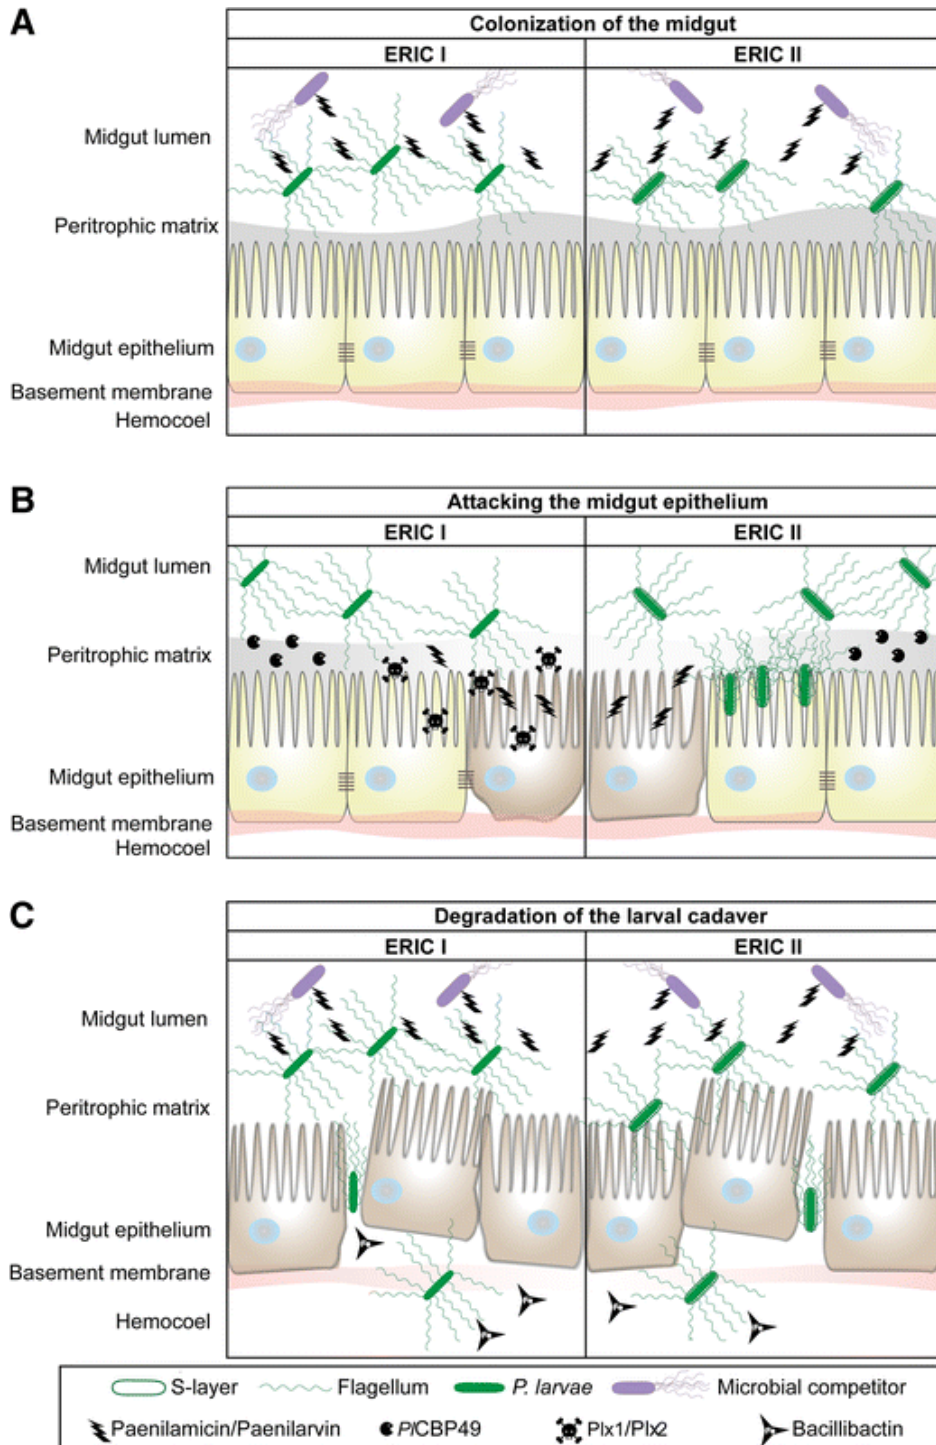 A
Colonization of the midgut
ERIC I
ERIC II
Midgut lumen
Peritrophic matrix
Midgut epithelium
Basement membrane
Hemocoel
B
Attacking the midgut epithelium
ERIC I
ERIC II
Midgut lumen
Peritrophic matrix
Midgut epithelium
Basement membrane
Hemocoel
C
Degradation of the larval cadaver
ERIC I
ERIC II
Midgut lumen
Peritrophic matrix
Midgut epithelium
Basement membrane
Hemocoel
S-layer Flagellum P. larvae Microbial competitor
Paenilamicin/Paenilarvin PlCBP49 Plx1/Plx2 Bacillibactin